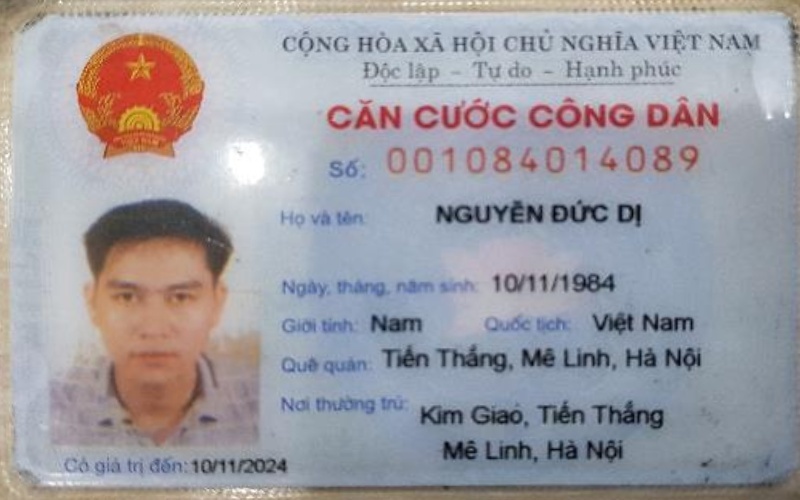 CỘNG HÒA XÃ HỘI CHỦ NGHĨA VIỆT NAM
Độc lập - Tự do - Hạnh phúc
CĂN CƯỚC CÔNG DÂN
Số: 001084014089
Họ và tên: NGUYỄN ĐỨC DỊ
Ngày, tháng, năm sinh: 10/11/1984
Giới tính: Nam Quốc tịch: Việt Nam
Quê quán: Tiến Thắng, Mê Linh, Hà Nội
Nơi thường trú: Kim Giao, Tiến Thắng
Mê Linh, Hà Nội
Có giá trị đến: 10/11/2024